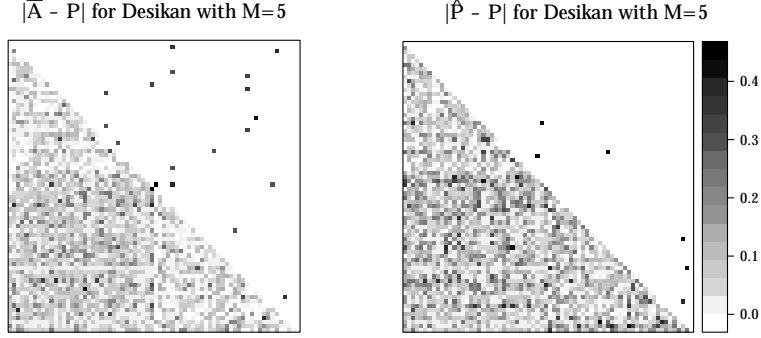 |A̅ - P| for Desikan with M=5
|P̂ - P| for Desikan with M=5
0.4
0.3
0.2
0.1
0.0